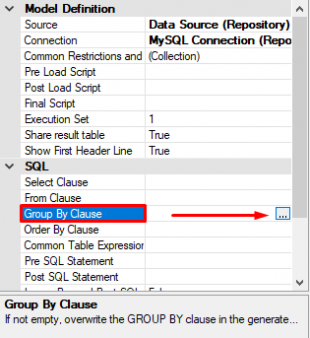 Model Definition
Source Data Source (Repository)
Connection MySQL Connection (Repo
Common Restrictions and (Collection)
Pre Load Script
Post Load Script
Final Script
Execution Set 1
Share result table True
Show First Header Line True
SQL
Select Clause
From Clause
Group By Clause ...
Order By Clause
Common Table Expression
Pre SQL Statement
Post SQL Statement
Group By Clause
If not empty, overwrite the GROUP BY clause in the generate...